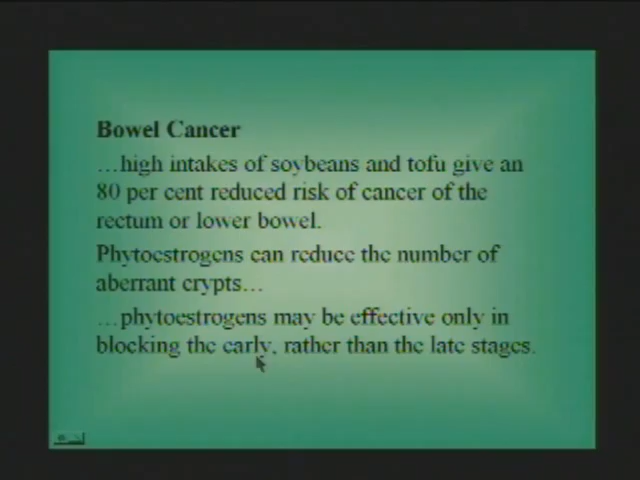 Bowel Cancer
…high intakes of soybeans and tofu give an
80 per cent reduced risk of cancer of the
rectum or lower bowel.
Phytoestrogens can reduce the number of
aberrant crypts…
…phytoestrogens may be effective only in
blocking the early, rather than the late stages.